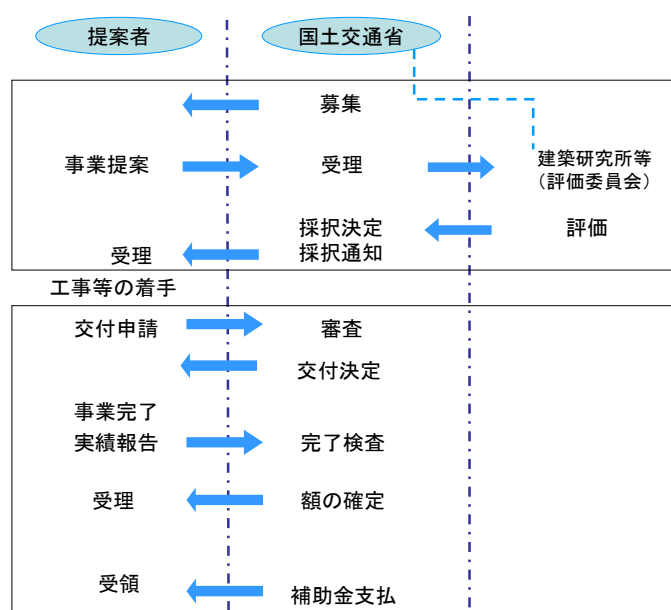 提案者
国土交通省
募集
事業提案
受理
建築研究所等
（評価委員会）
採択決定
評価
受理
採択通知
工事等の着手
交付申請
審査
交付決定
事業完了
実績報告
完了検査
受理
額の確定
受領
補助金支払